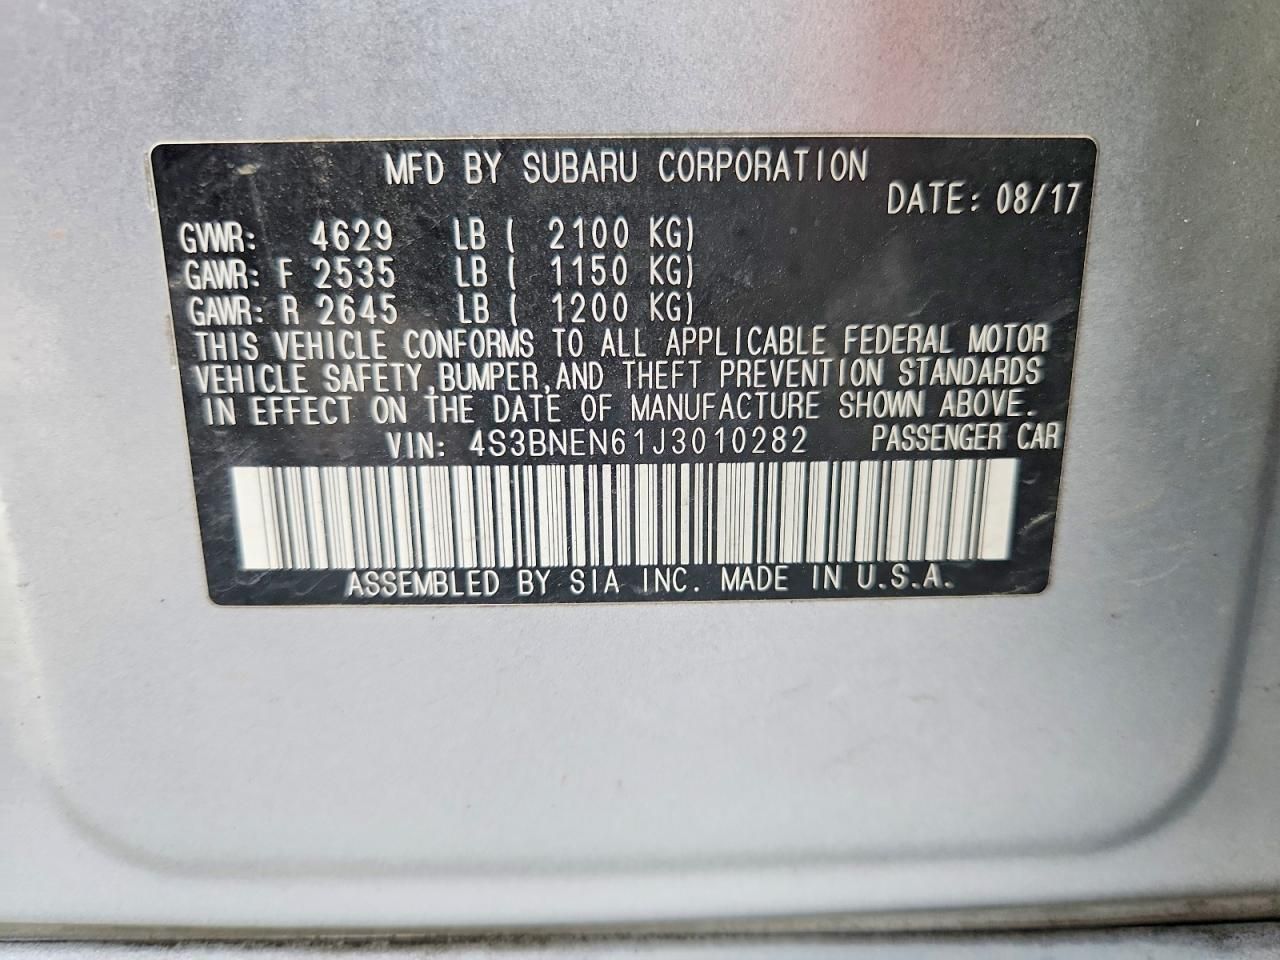 MFD BY SUBARU CORPORATION
DATE: 08/17
GVWR: 4629 LB ( 2100 KG)
GAWR: F 2535 LB ( 1150 KG)
GAWR: R 2645 LB ( 1200 KG)
THIS VEHICLE CONFORMS TO ALL APPLICABLE FEDERAL MOTOR
VEHICLE SAFETY,BUMPER,AND THEFT PREVENTION STANDARDS
IN EFFECT ON THE DATE OF MANUFACTURE SHOWN ABOVE.
VIN: 4S3BNEN61J3010282 PASSENGER CAR
ASSEMBLED BY SIA INC. MADE IN U.S.A.